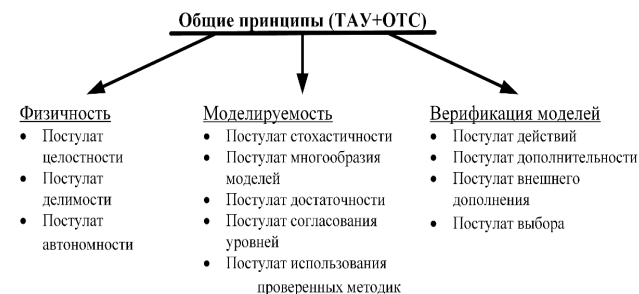 Общие принципы (ТАУ+ОТС)
Физичность
• Постулат
целостности
• Постулат
делимости
• Постулат
автономности
Моделируемость
• Постулат стохастичности
• Постулат многообразия
моделей
• Постулат достаточности
• Постулат согласования
уровней
• Постулат использования
проверенных методик
Верификация моделей
• Постулат действий
• Постулат дополнительности
• Постулат внешнего
дополнения
• Постулат выбора